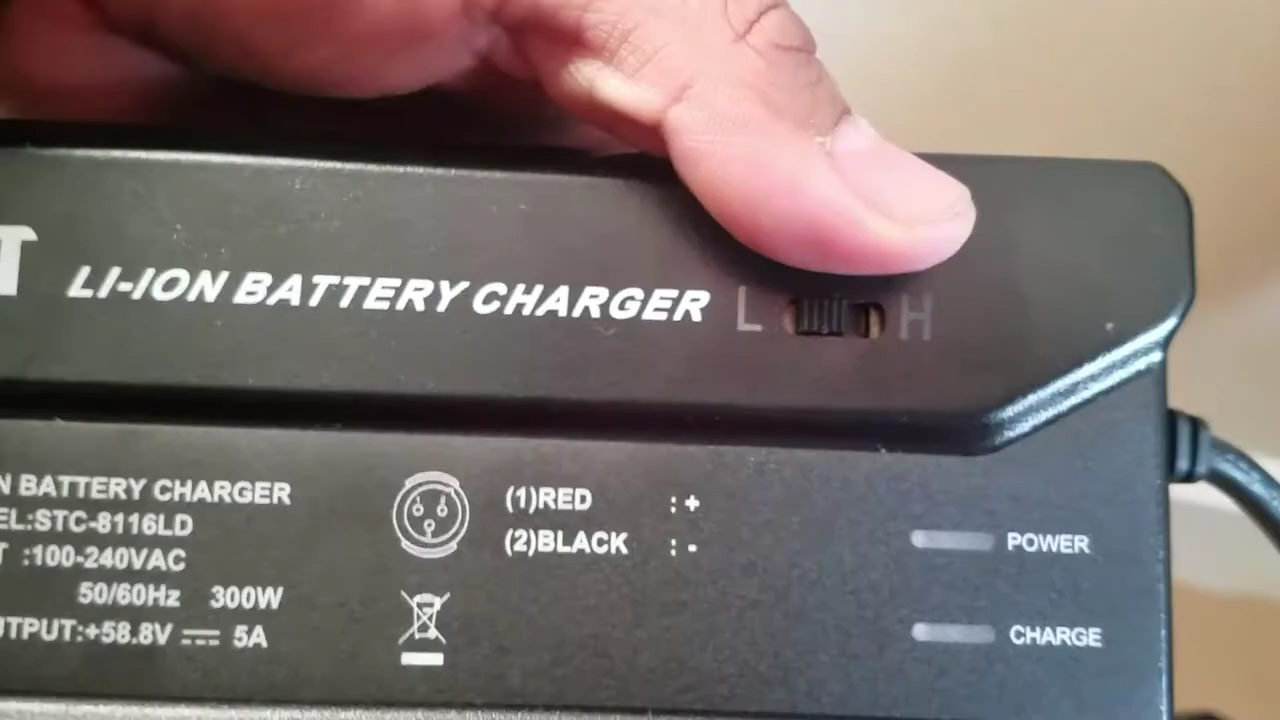 T LI-ION BATTERY CHARGER L H
N BATTERY CHARGER
EL:STC-8116LD
T :100-240VAC
50/60Hz 300W
UTPUT:+58.8V 5A
(1)RED : +
(2)BLACK : -
POWER
CHARGE